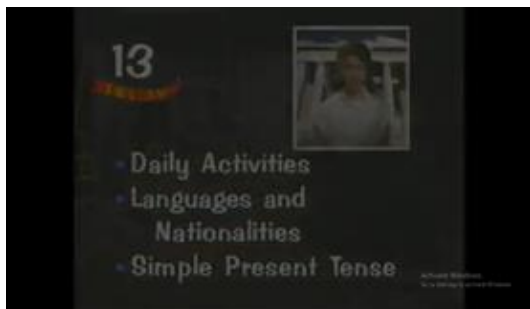 13
Daily Activities
Languages and
Nationalities
Simple Present Tense